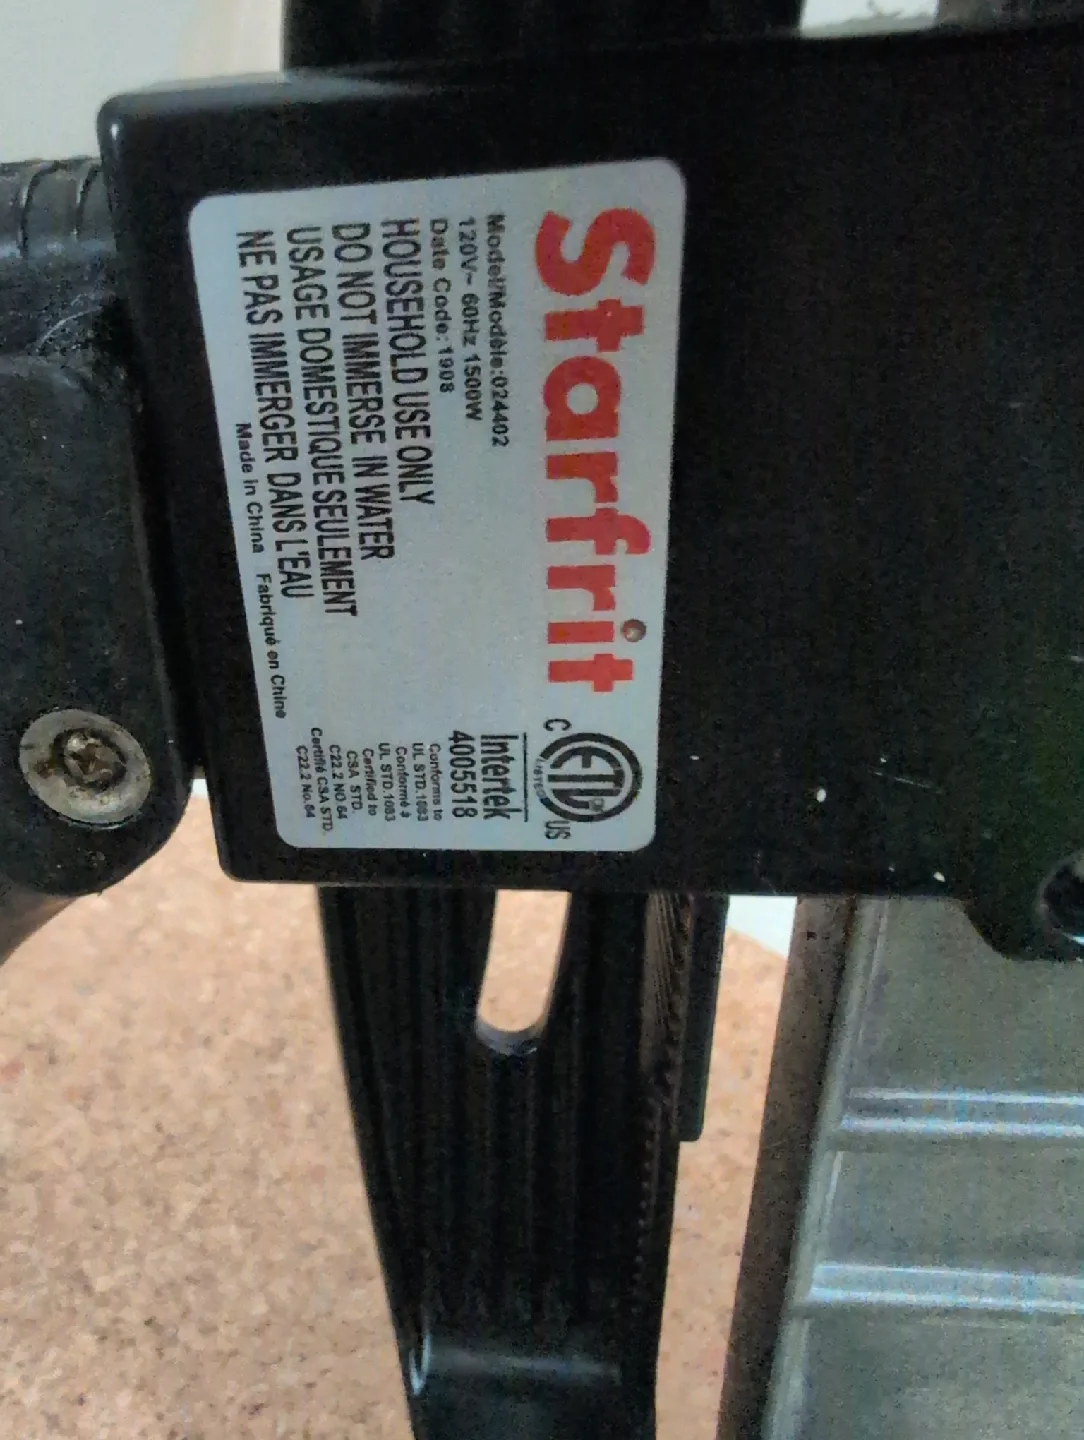 Starfrit
Model/Modèle:024402
120V~ 60Hz 1500W
Date Code:1908
HOUSEHOLD USE ONLY
DO NOT IMMERSE IN WATER
USAGE DOMESTIQUE SEULEMENT
NE PAS IMMERGER DANS L'EAU
Made in China Fabriqué en Chine
C ETL US
LISTED
Intertek
4005518
Conforms to
UL STD.1083
Conforme à
UL STD.1083
Certified to
CSA STD.
C22.2 NO.64
Certifié CSA STD.
C22.2 No.64